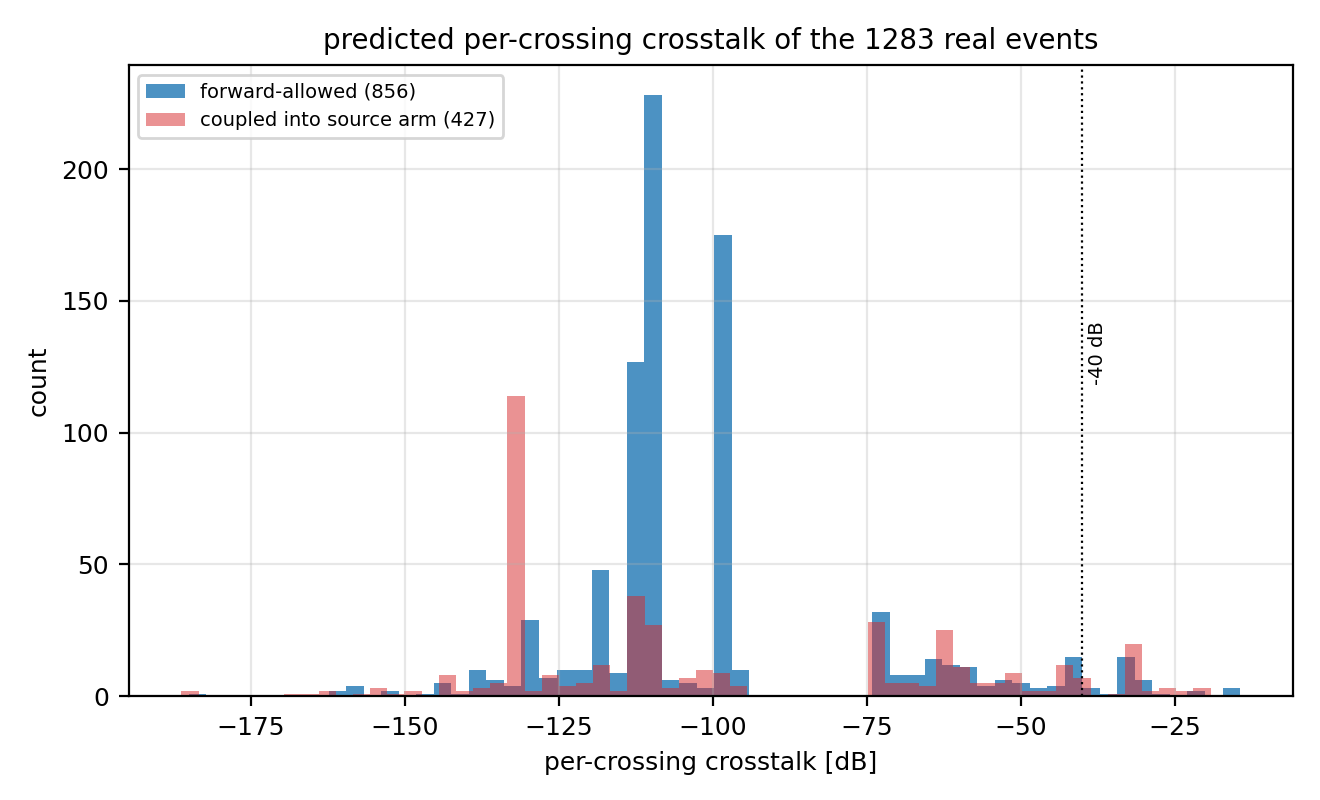 predicted per-crossing crosstalk of the 1283 real events
forward-allowed (856)
coupled into source arm (427)
200
150
100
50
0
count
-40 dB
−175 −150 −125 −100 −75 −50 −25
per-crossing crosstalk [dB]